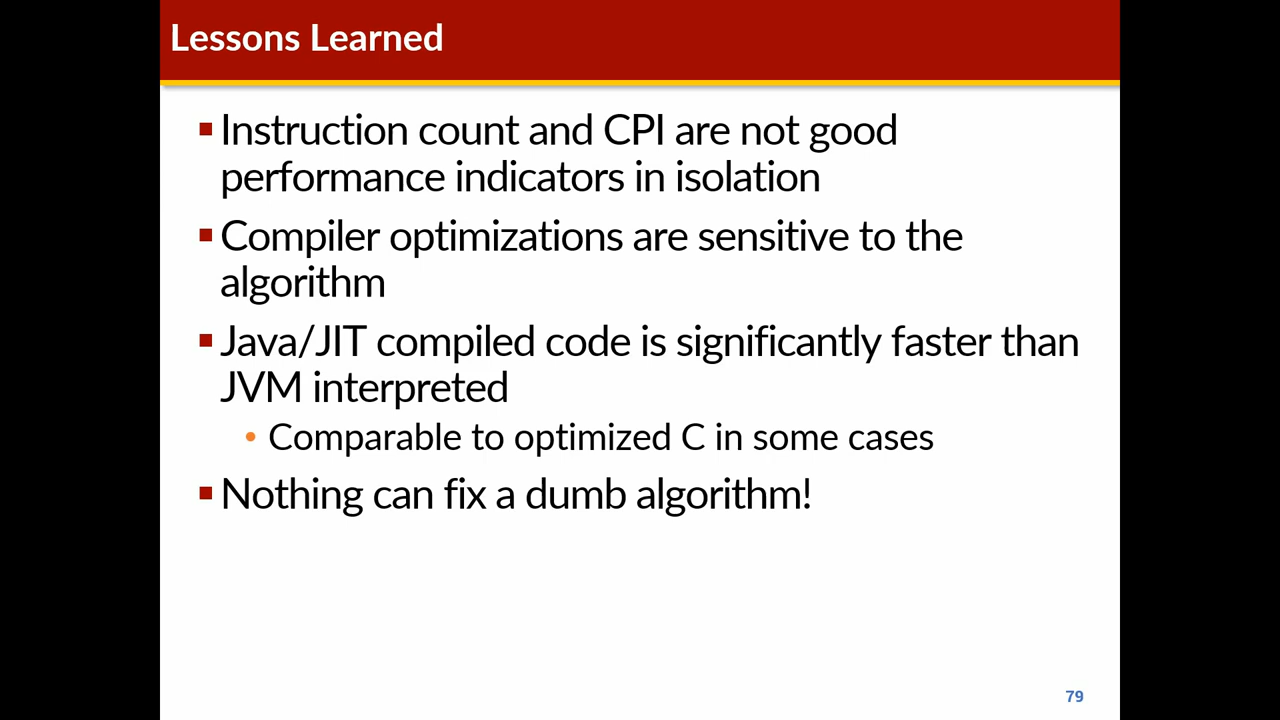 Lessons Learned
Instruction count and CPI are not good
performance indicators in isolation
Compiler optimizations are sensitive to the
algorithm
Java/JIT compiled code is significantly faster than
JVM interpreted
Comparable to optimized C in some cases
Nothing can fix a dumb algorithm!
79